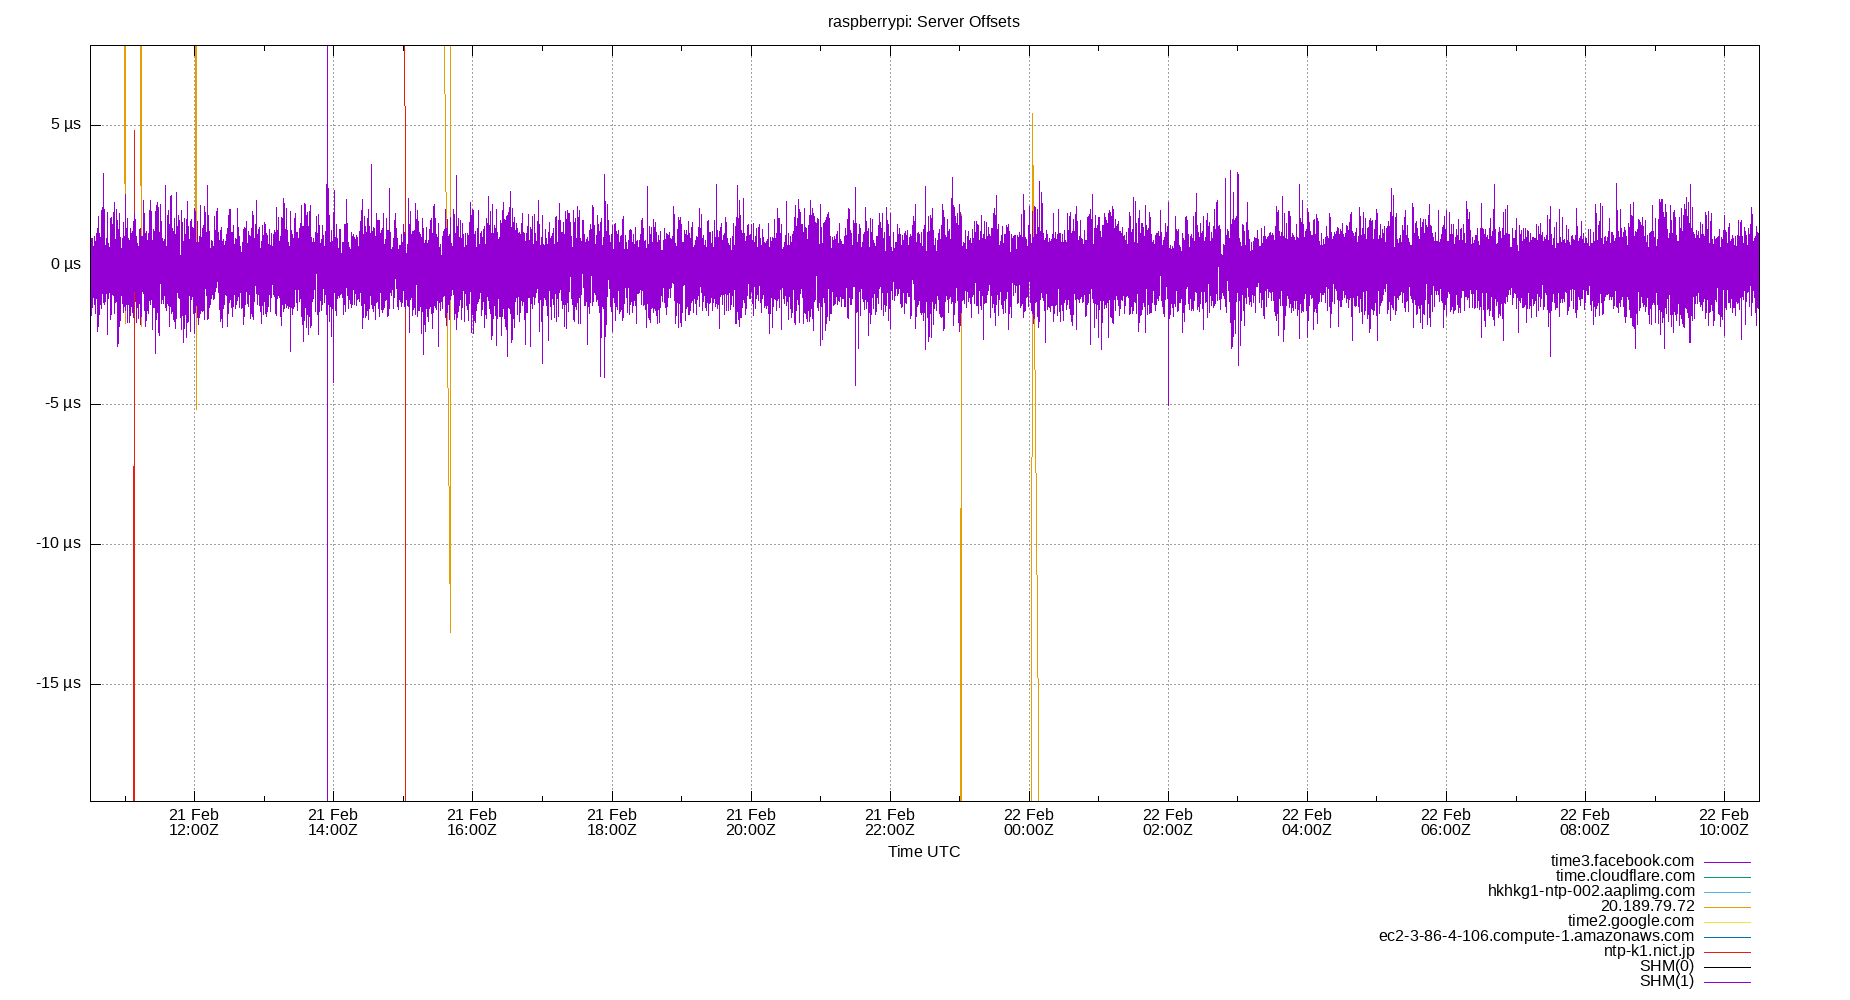 raspberrypi: Server Offsets
5 µs
0 µs
-5 µs
-10 µs
-15 µs
21 Feb 21 Feb 21 Feb 21 Feb 21 Feb 21 Feb 22 Feb 22 Feb 22 Feb 22 Feb 22 Feb 22 Feb
12:00Z 14:00Z 16:00Z 18:00Z 20:00Z 22:00Z 00:00Z 02:00Z 04:00Z 06:00Z 08:00Z 10:00Z
Time UTC
time3.facebook.com
time.cloudflare.com
hkhkg1-ntp-002.aaplimg.com
20.189.79.72
time2.google.com
ec2-3-86-4-106.compute-1.amazonaws.com
ntp-k1.nict.jp
SHM(0)
SHM(1)